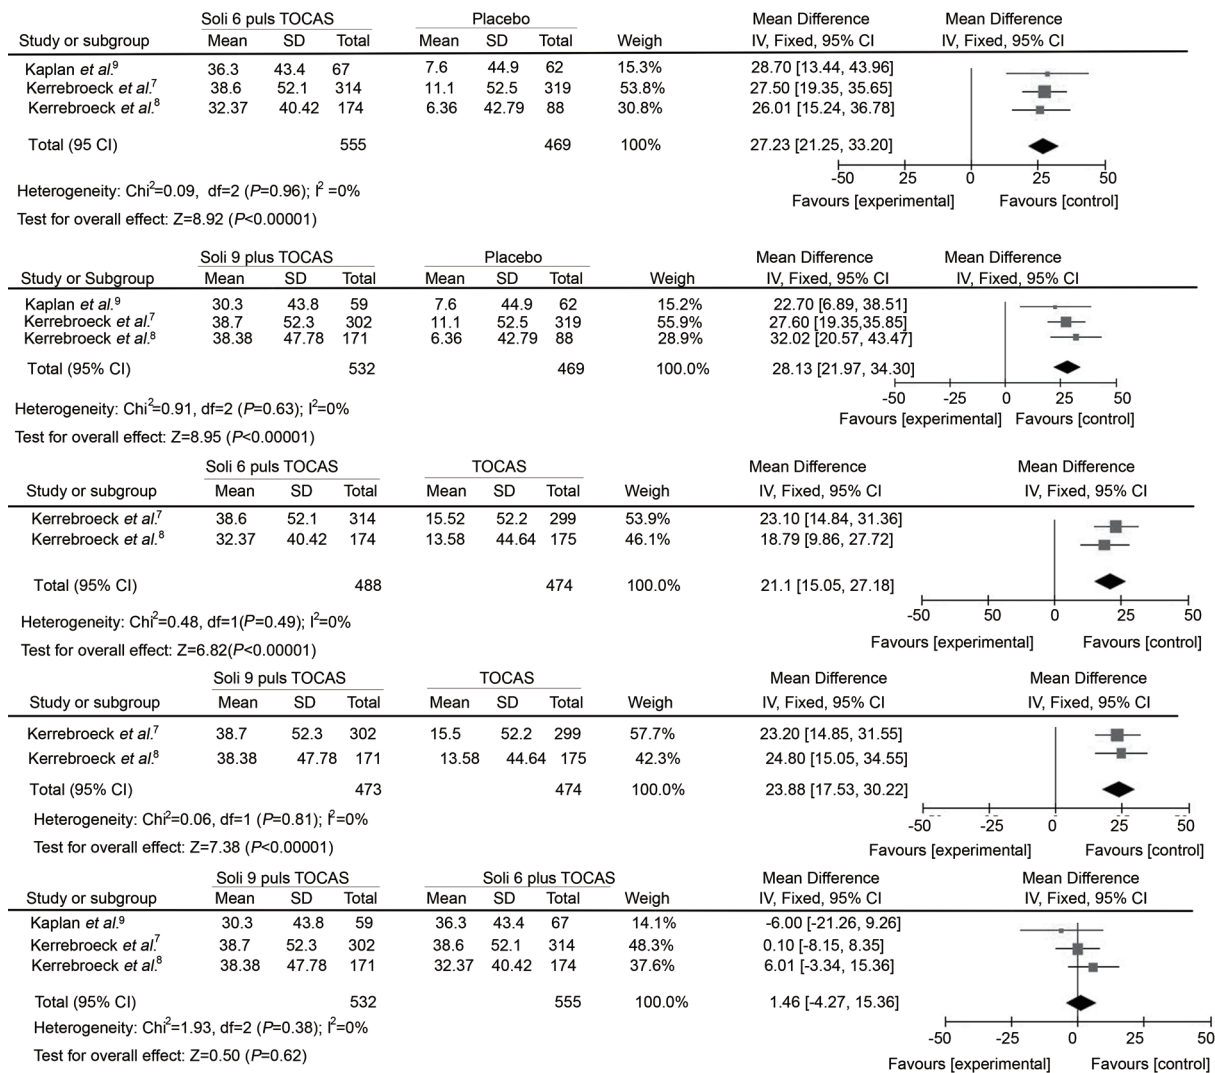 Soli 6 puls TOCAS Placebo Mean Difference Mean Difference
Study or subgroup Mean SD Total Mean SD Total Weigh IV, Fixed, 95% CI IV, Fixed, 95% CI
Kaplan et al.⁹ 36.3 43.4 67 7.6 44.9 62 15.3% 28.70 [13.44, 43.96]
Kerrebroeck et al.⁷ 38.6 52.1 314 11.1 52.5 319 53.8% 27.50 [19.35, 35.65]
Kerrebroeck et al.⁸ 32.37 40.42 174 6.36 42.79 88 30.8% 26.01 [15.24, 36.78]
Total (95 CI) 555 469 100% 27.23 [21.25, 33.20]
-50 -25 0 25 50
Heterogeneity: Chi²=0.09, df=2 (P=0.96); I² =0%
Favours [experimental] Favours [control]
Test for overall effect: Z=8.92 (P<0.00001)
Soli 9 plus TOCAS Placebo Mean Difference Mean Difference
Study or Subgroup Mean SD Total Mean SD Total Weigh IV, Fixed, 95% CI IV, Fixed, 95% CI
Kaplan et al.⁹ 30.3 43.8 59 7.6 44.9 62 15.2% 22.70 [6.89, 38.51]
Kerrebroeck et al.⁷ 38.7 52.3 302 11.1 52.5 319 55.9% 27.60 [19.35,35.85]
Kerrebroeck et al.⁸ 38.38 47.78 171 6.36 42.79 88 28.9% 32.02 [20.57, 43.47]
Total (95% CI) 532 469 100.0% 28.13 [21.97, 34.30]
-50 -25 0 25 50
Heterogeneity: Chi²=0.91, df=2 (P=0.63); I²=0%
Favours [experimental] Favours [control]
Test for overall effect: Z=8.95 (P<0.00001)
Soli 6 puls TOCAS TOCAS Mean Difference Mean Difference
Study or subgroup Mean SD Total Mean SD Total Weigh IV, Fixed, 95% CI IV, Fixed, 95% CI
Kerrebroeck et al.⁷ 38.6 52.1 314 15.52 52.2 299 53.9% 23.10 [14.84, 31.36]
Kerrebroeck et al.⁸ 32.37 40.42 174 13.58 44.64 175 46.1% 18.79 [9.86, 27.72]
Total (95% CI) 488 474 100.0% 21.1 [15.05, 27.18]
50 50 0 25 50
Heterogeneity: Chi²=0.48, df=1(P=0.49); I²=0%
Favours [experimental] Favours [control]
Test for overall effect: Z=6.82(P<0.00001)
Soli 9 puls TOCAS TOCAS Mean Difference Mean Difference
Study or subgroup Mean SD Total Mean SD Total Weigh IV, Fixed, 95% CI IV, Fixed, 95% CI
Kerrebroeck et al.⁷ 38.7 52.3 302 15.5 52.2 299 57.7% 23.20 [14.85, 31.55]
Kerrebroeck et al.⁸ 38.38 47.78 171 13.58 44.64 175 42.3% 24.80 [15.05, 34.55]
Total (95% CI) 473 474 100.0% 23.88 [17.53, 30.22]
Heterogeneity: Chi²=0.06, df=1 (P=0.81); I²=0%
-50 -25 0 25 50
Test for overall effect: Z=7.38 (P<0.00001)
Favours [experimental] Favours [control]
Soli 9 puls TOCAS Soli 6 plus TOCAS Mean Difference Mean Difference
Study or subgroup Mean SD Total Mean SD Total Weigh IV, Fixed, 95% CI IV, Fixed, 95% CI
Kaplan et al.⁹ 30.3 43.8 59 36.3 43.4 67 14.1% -6.00 [-21.26, 9.26]
Kerrebroeck et al.⁷ 38.7 52.3 302 38.6 52.1 314 48.3% 0.10 [-8.15, 8.35]
Kerrebroeck et al.⁸ 38.38 47.78 171 32.37 40.42 174 37.6% 6.01 [-3.34, 15.36]
Total (95% CI) 532 555 100.0% 1.46 [-4.27, 15.36]
Heterogeneity: Chi²=1.93, df=2 (P=0.38); I²=0%
-50 -25 0 25 50
Test for overall effect: Z=0.50 (P=0.62)
Favours [experimental] Favours [control]